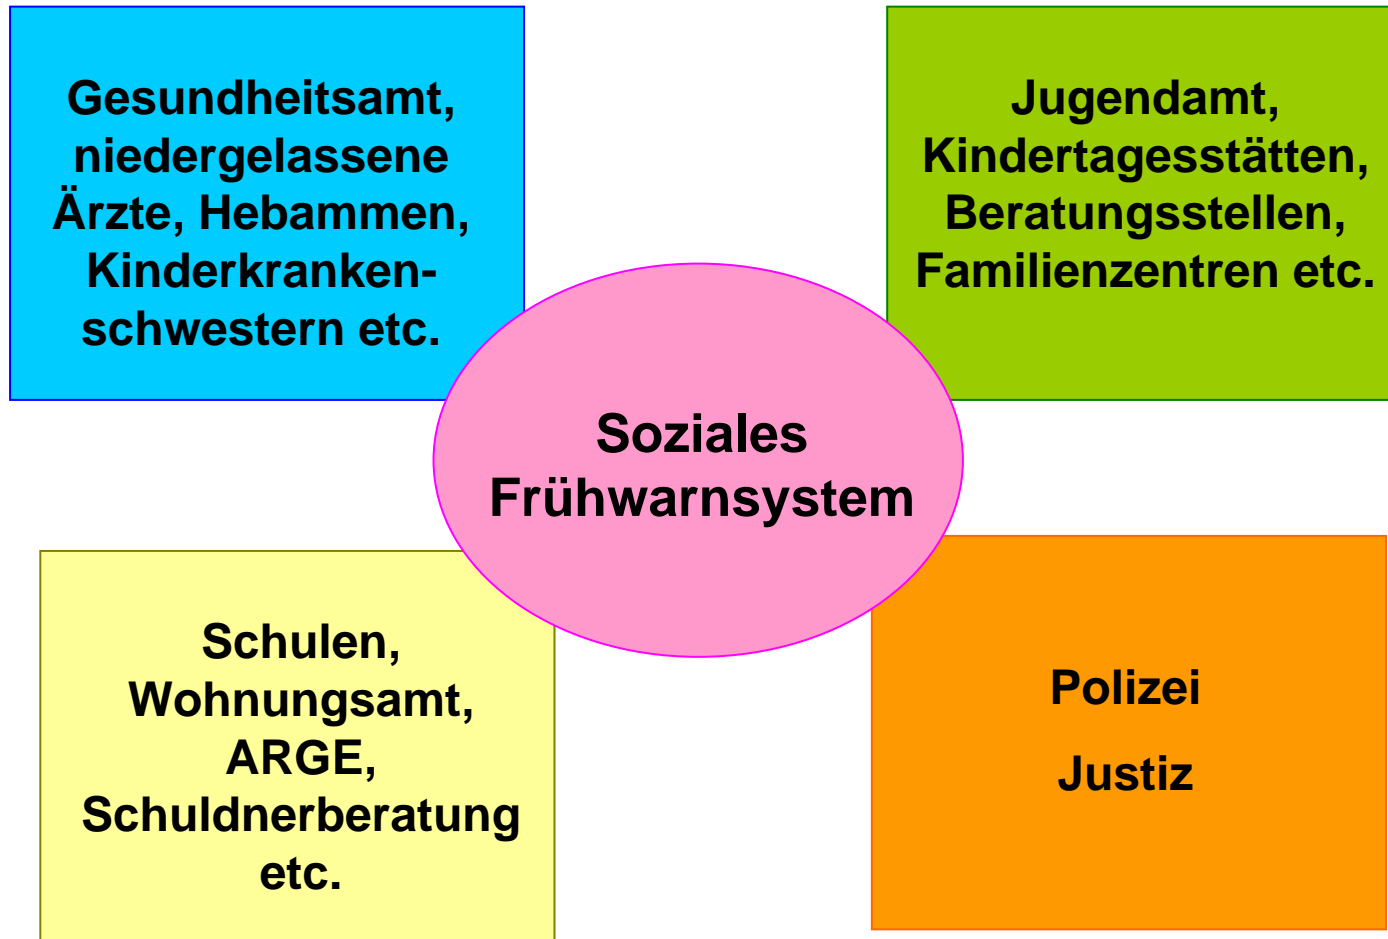 Gesundheitsamt,
niedergelassene
Ärzte, Hebammen,
Kinderkranken-
schwestern etc.
Jugendamt,
Kindertagesstätten,
Beratungsstellen,
Familienzentren etc.
Soziales
Frühwarnsystem
Schulen,
Wohnungsamt,
ARGE,
Schuldnerberatung
etc.
Polizei
Justiz